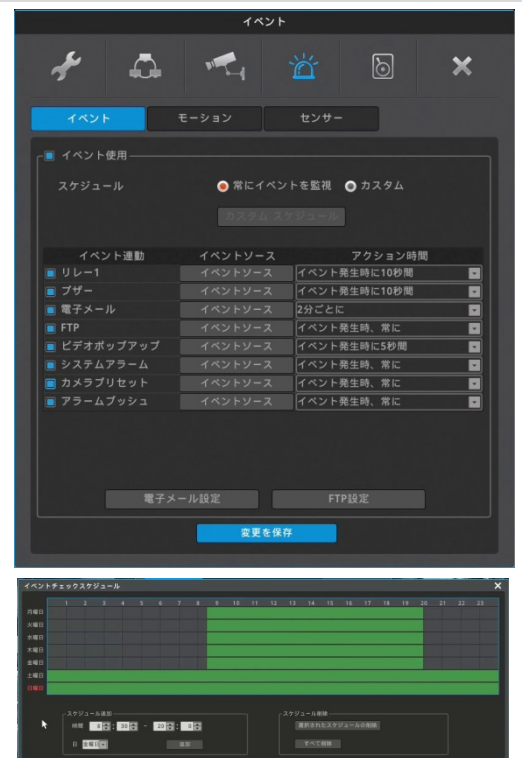 イベント
イベント モーション センサー
イベント使用
スケジュール 常にイベントを監視 カスタム
カスタム スケジュール
イベント連動 イベントソース アクション時間
リレー1 イベントソース イベント発生時に10秒間
ブザー イベントソース イベント発生時に10秒間
電子メール イベントソース 2分ごとに
FTP イベントソース イベント発生時、常に
ビデオポップアップ イベントソース イベント発生時に5秒間
システムアラーム イベントソース イベント発生時、常に
カメラプリセット イベントソース イベント発生時、常に
アラームプッシュ イベントソース イベント発生時、常に
電子メール設定 FTP設定
変更を保存
イベントチェックスケジュール
1 2 3 4 5 6 7 8 9 10 11 12 13 14 15 16 17 18 19 20 21 22 23
月曜日
火曜日
水曜日
木曜日
金曜日
土曜日
日曜日
スケジュール追加 スケジュール削除
時間 8 : 30 - 20 : 0 選択されたスケジュールの削除
日 金曜日 追加 すべて削除